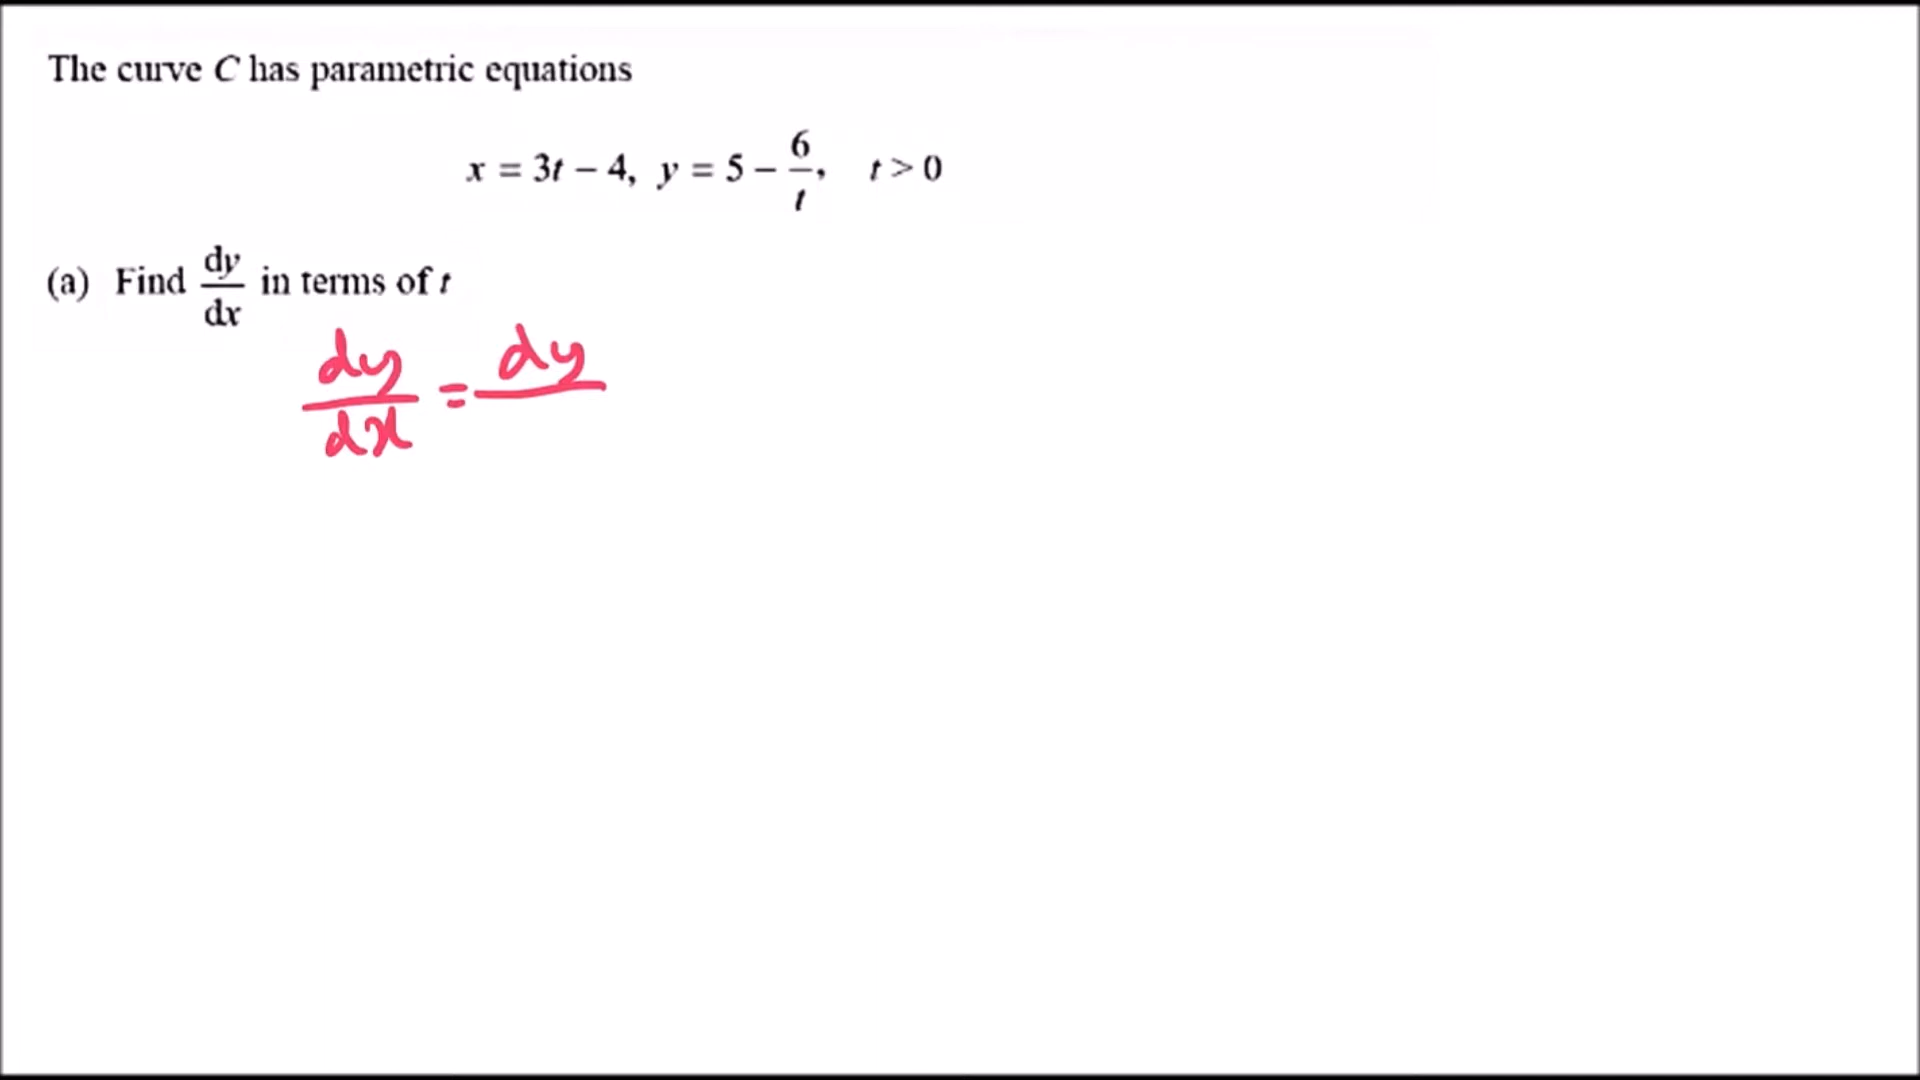 The curve C has parametric equations
x = 3t – 4, y = 5 – 6/t, t > 0
(a) Find dy/dx in terms of t
dy/dx = dy/